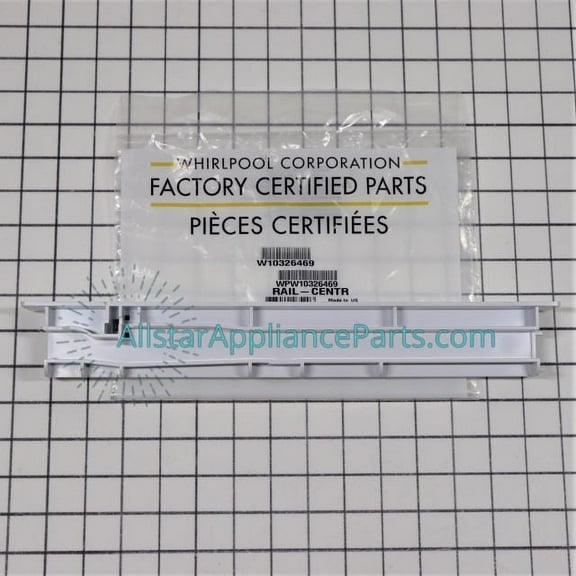 WHIRLPOOL CORPORATION
FACTORY CERTIFIED PARTS
PIÈCES CERTIFIÉES
W10326469
WPW10326469
RAIL-CENTR
Made in US
AllstarApplianceParts.com